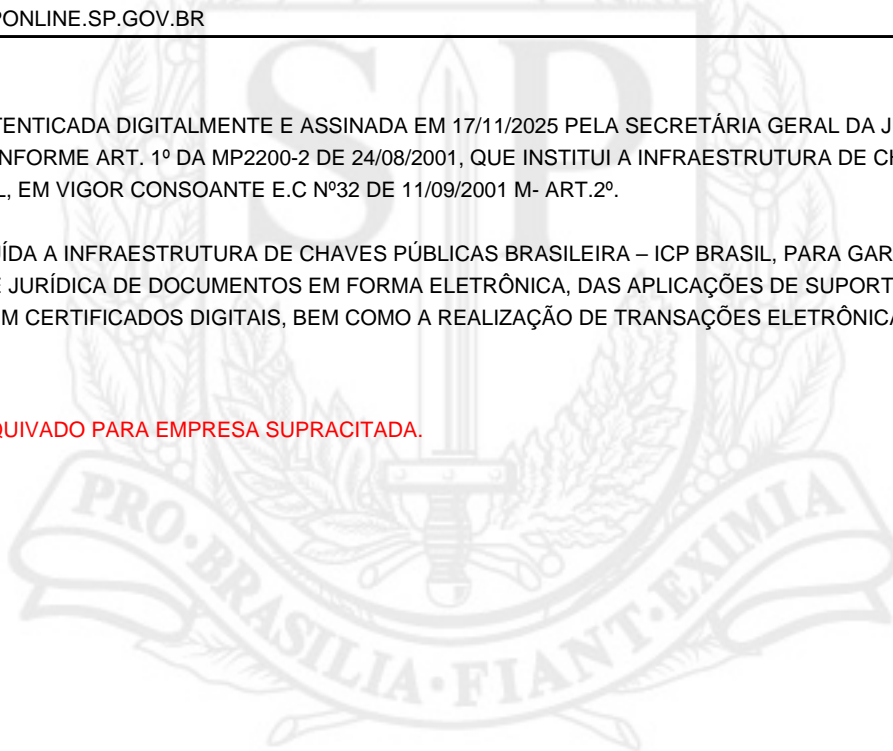 PONLINE.SP.GOV.BR
TENTICADA DIGITALMENTE E ASSINADA EM 17/11/2025 PELA SECRETÁRIA GERAL DA J
NFORME ART. 1º DA MP2200-2 DE 24/08/2001, QUE INSTITUI A INFRAESTRUTURA DE CH
L, EM VIGOR CONSOANTE E.C Nº32 DE 11/09/2001 M- ART.2º.
UÍDA A INFRAESTRUTURA DE CHAVES PÚBLICAS BRASILEIRA – ICP BRASIL, PARA GAR
E JURÍDICA DE DOCUMENTOS EM FORMA ELETRÔNICA, DAS APLICAÇÕES DE SUPORT
EM CERTIFICADOS DIGITAIS, BEM COMO A REALIZAÇÃO DE TRANSAÇÕES ELETRÔNICA
QUIVADO PARA EMPRESA SUPRACITADA.
SP
PRO·BRASILIA·FIANT·EXIMIA